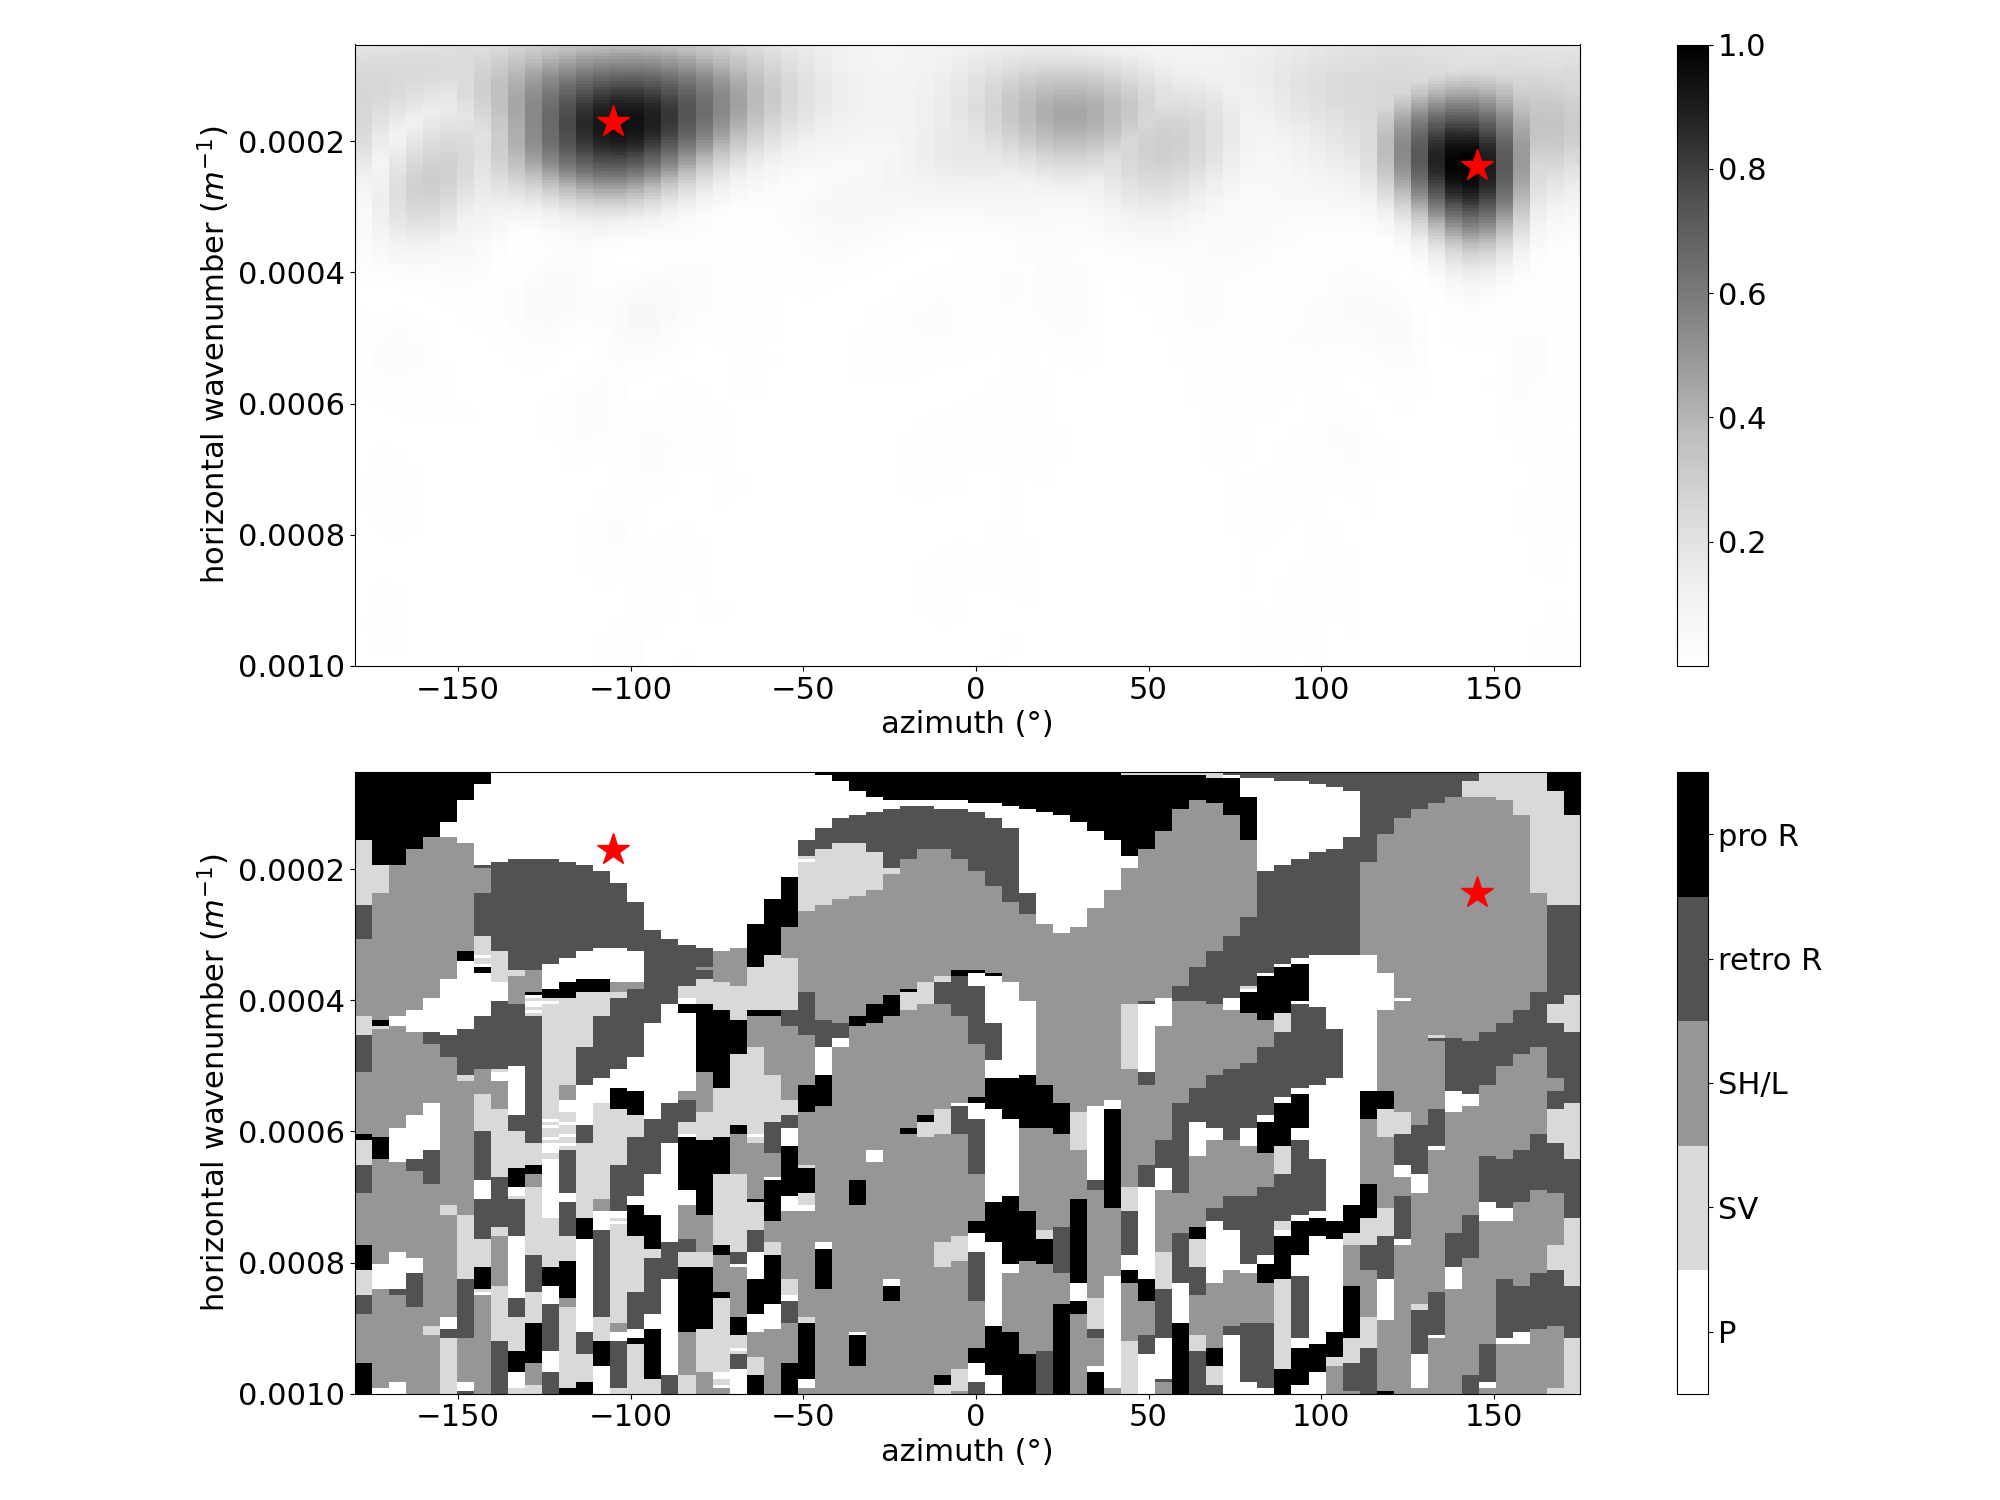 1.0
0.0002
0.8
0.0004
0.6
0.0006
0.4
0.0008
0.2
0.0010
horizontal wavenumber (m⁻¹)
−150 −100 −50 0 50 100 150
azimuth (°)
pro R
0.0002
retro R
0.0004
SH/L
0.0006
SV
0.0008
P
0.0010
horizontal wavenumber (m⁻¹)
−150 −100 −50 0 50 100 150
azimuth (°)